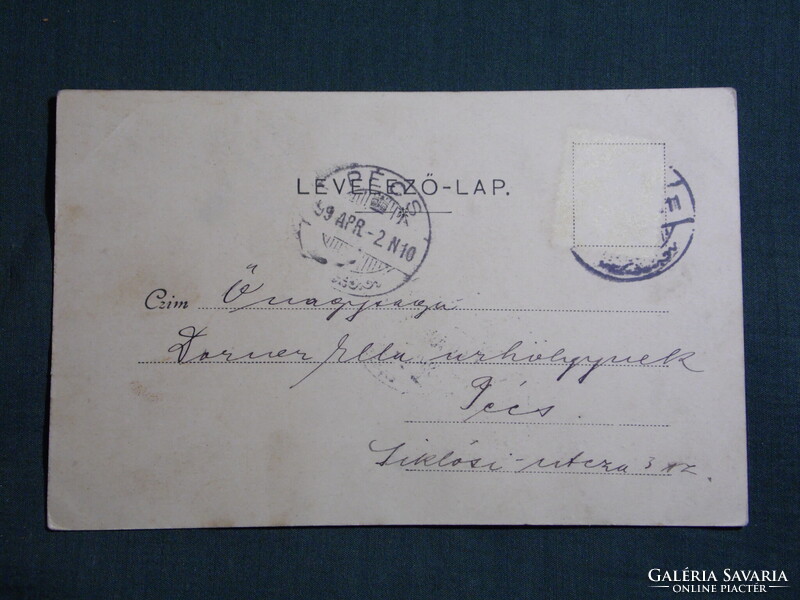 LEVELEZŐ-LAP.
PÉCS
99 APR.-2 N10
Czim Őnagysága
Dorner Ella urhölgynek
Pécs.
Siklósi-utcza 3 sz.
GALÉRIA SAVARIA
ONLINE PIACTÉR